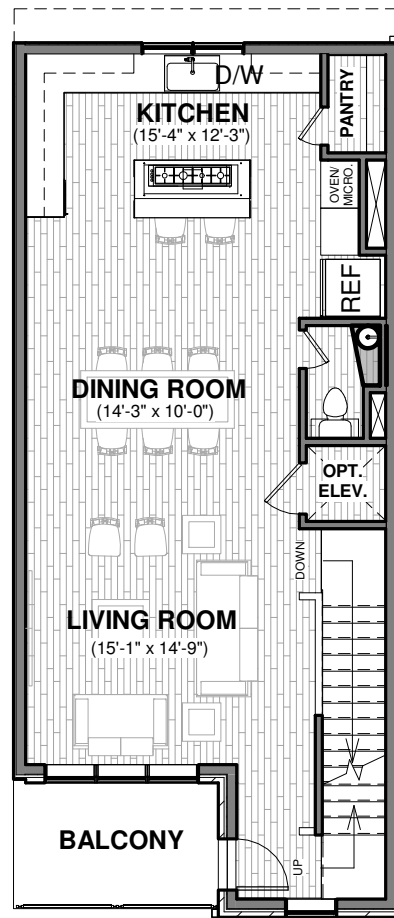 D/W
KITCHEN
(15'-4" x 12'-3")
PANTRY
OVEN/
MICRO.
REF
DINING ROOM
(14'-3" x 10'-0")
OPT.
ELEV.
DOWN
LIVING ROOM
(15'-1" x 14'-9")
BALCONY
UP